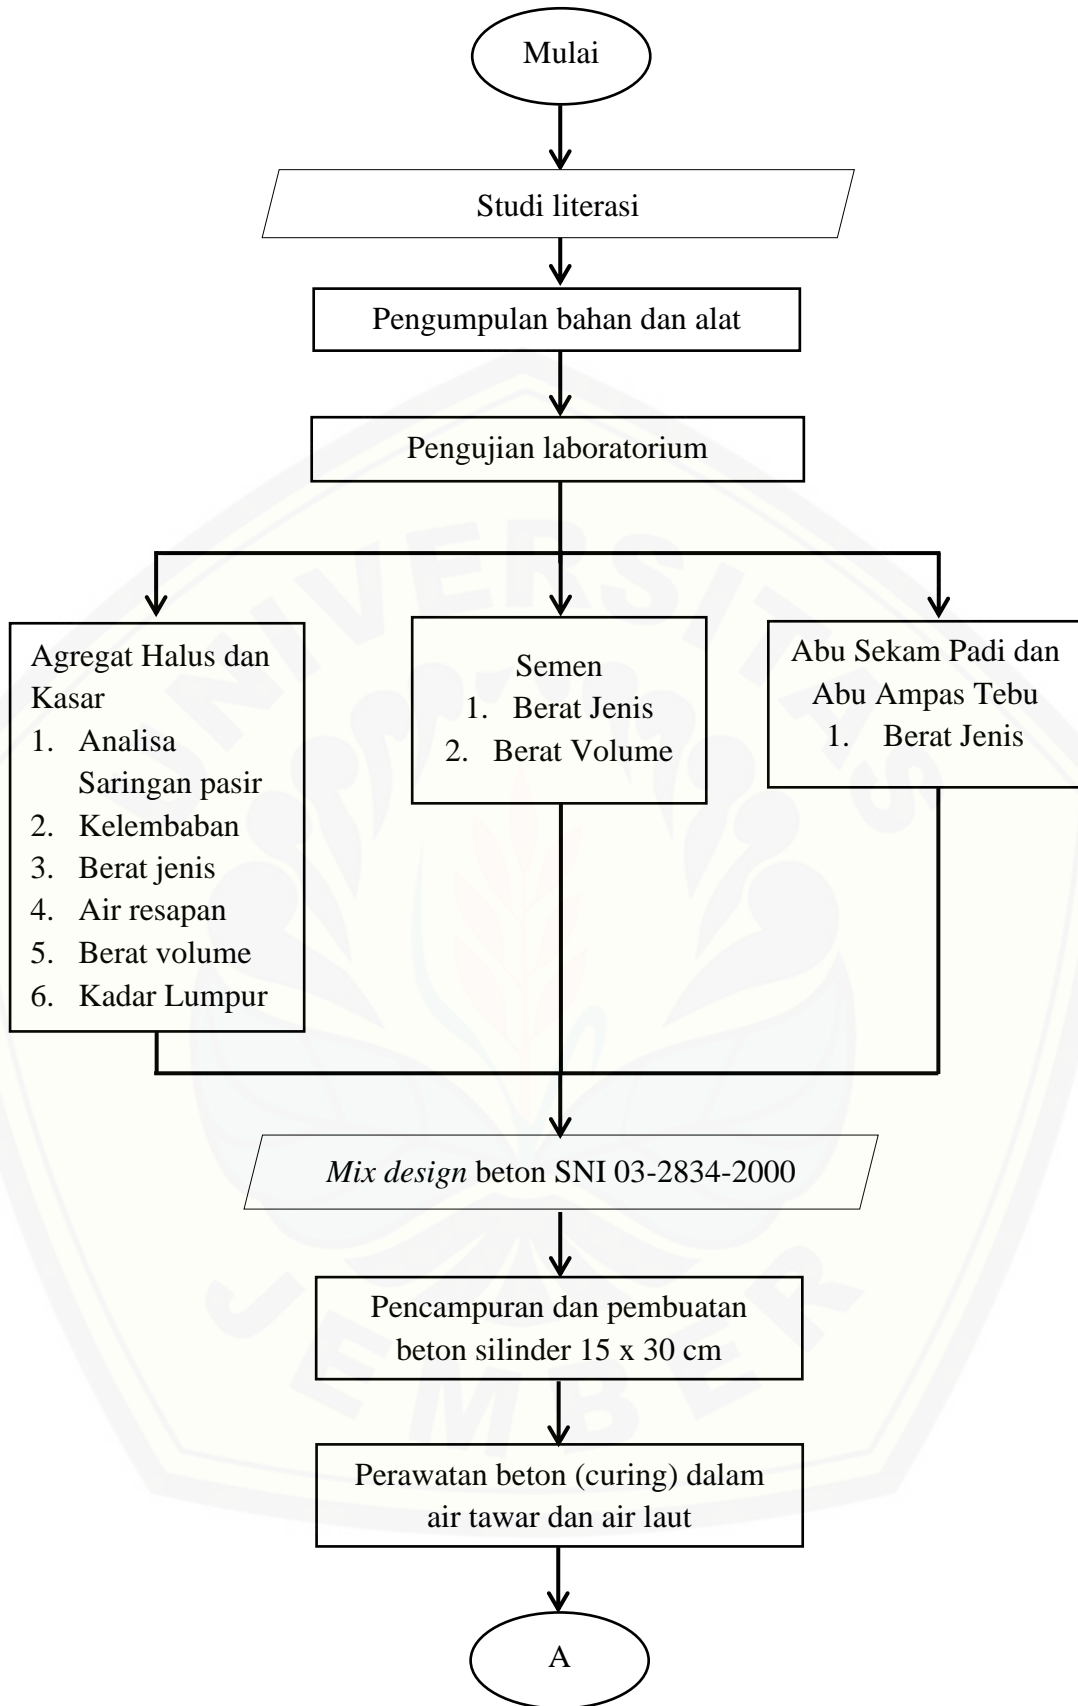 Mulai
Studi literasi
Pengumpulan bahan dan alat
Pengujian laboratorium
Agregat Halus dan
Kasar
1. Analisa
Saringan pasir
2. Kelembaban
3. Berat jenis
4. Air resapan
5. Berat volume
6. Kadar Lumpur
Semen
1. Berat Jenis
2. Berat Volume
Abu Sekam Padi dan
Abu Ampas Tebu
1. Berat Jenis
Mix design beton SNI 03-2834-2000
Pencampuran dan pembuatan
beton silinder 15 x 30 cm
Perawatan beton (curing) dalam
air tawar dan air laut
A
UNIVERSITAS
JEMBER